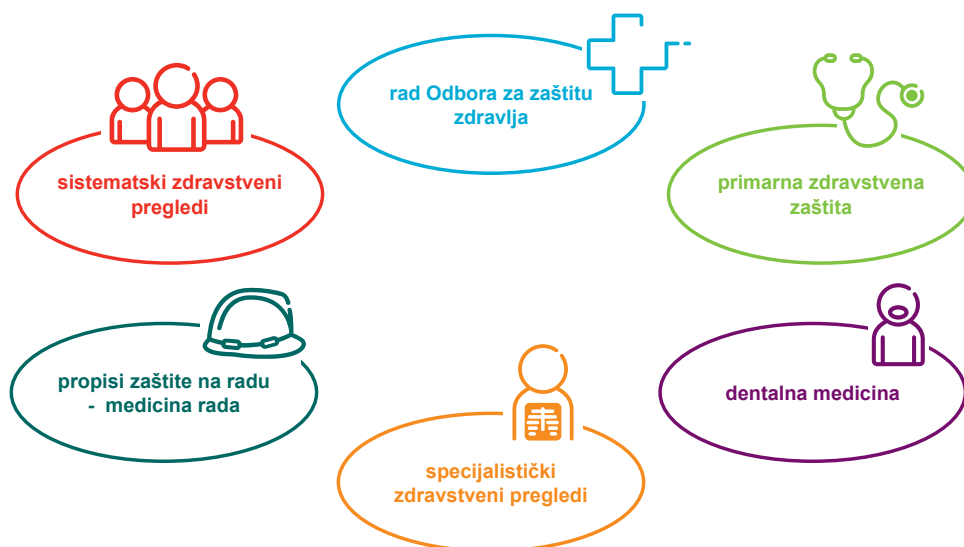 rad Odbora za zaštitu
zdravlja
sistematski zdravstveni
pregledi
primarna zdravstvena
zaštita
propisi zaštite na radu
- medicina rada
dentalna medicina
specijalistički
zdravstveni pregledi